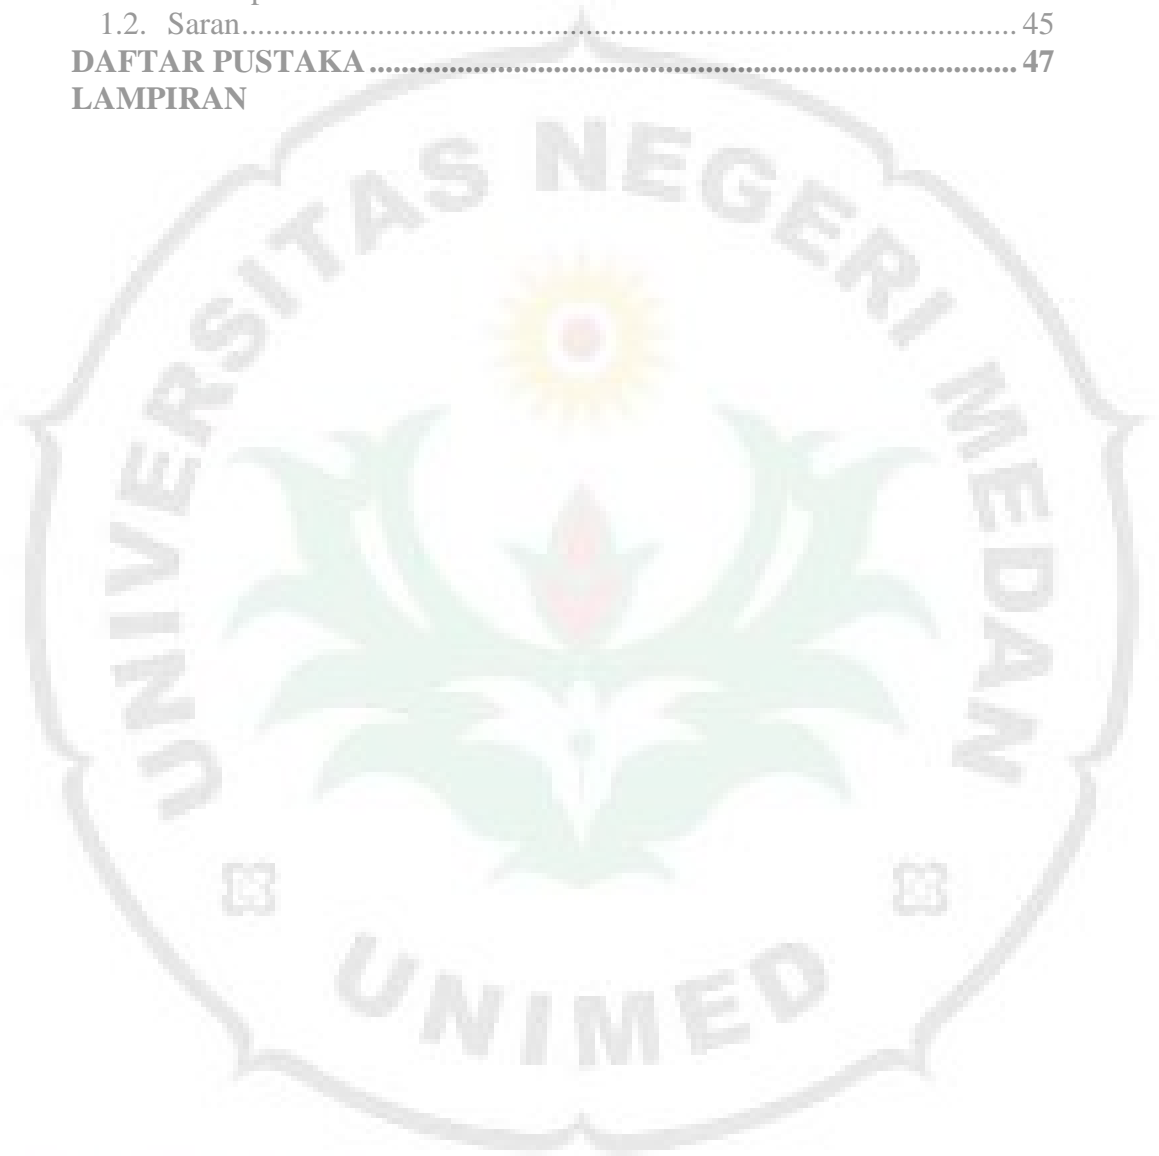 1.2. Saran........................................................................................... 45
DAFTAR PUSTAKA.................................................................................. 47
LAMPIRAN
UNIVERSITAS NEGERI MEDAN
UNIMED